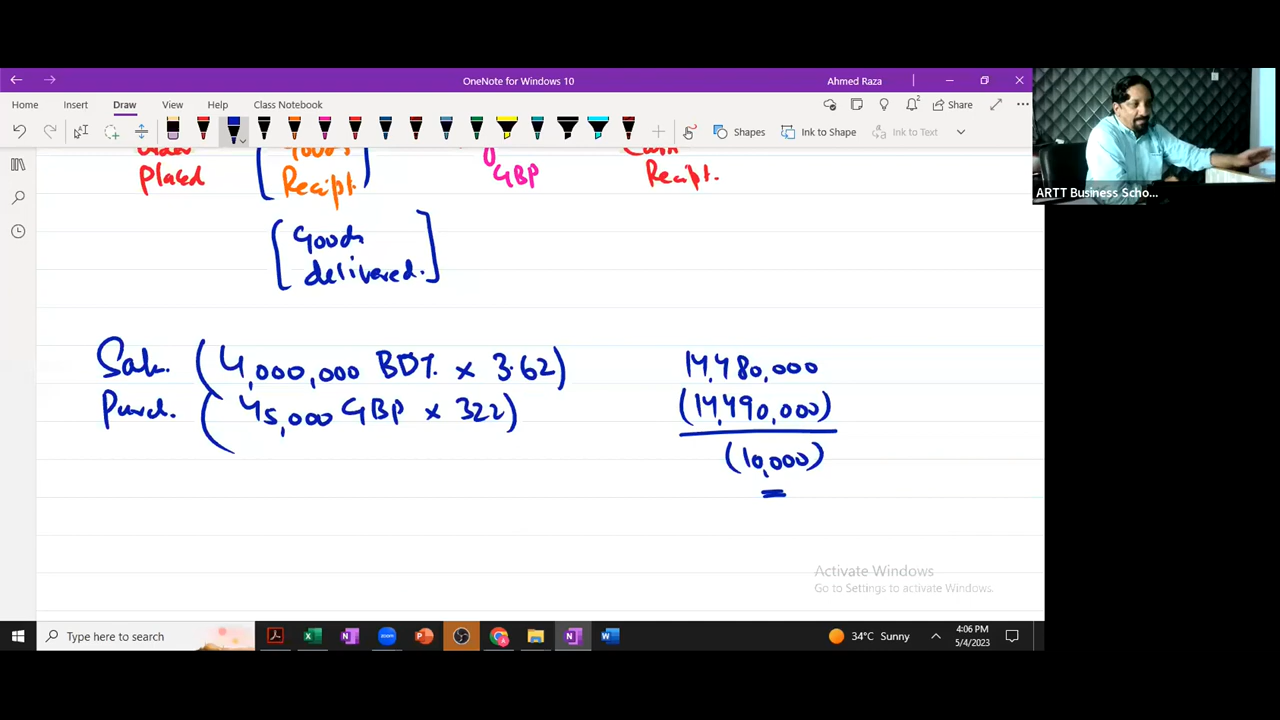 OneNote for Windows 10
Ahmed Raza
Home Insert Draw View Help Class Notebook
Share
Shapes
Ink to Shape
Ink to Text
ARTT Business Scho...
placed
Goods
Recipt.
GBP
Recipt.
Goods
delivered.
Sale. (4,000,000 BDT. x 3.62) 14,480,000
Purch. (45,000 GBP x 322) (14,490,000)
(10,000)
Activate Windows
Go to Settings to activate Windows.
Type here to search
34°C Sunny
4:06 PM
5/4/2023